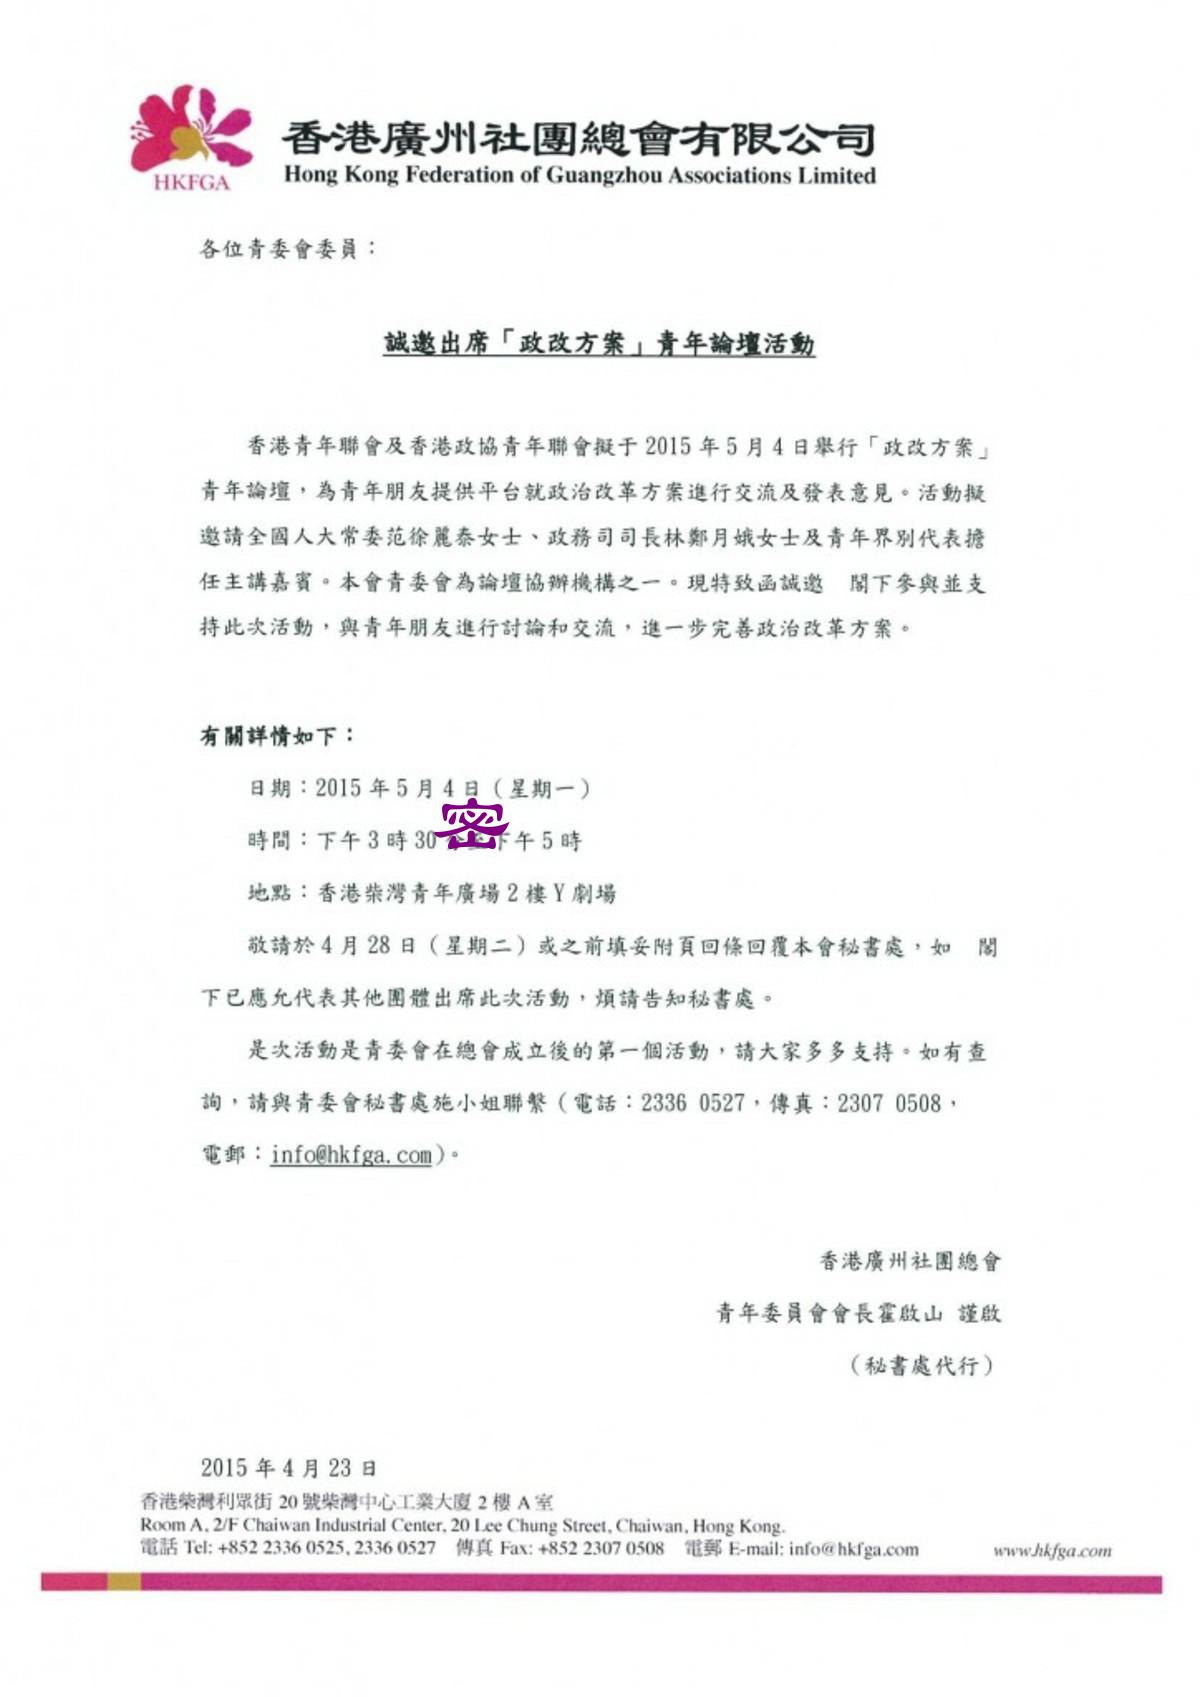 香港廣州社團總會有限公司
HKFGA
Hong Kong Federation of Guangzhou Associations Limited
各位青委會委員：
誠邀出席「政改方案」青年論壇活動
香港青年聯會及香港政協青年聯會擬于 2015 年 5 月 4 日舉行「政改方案」
青年論壇，為青年朋友提供平台就政治改革方案進行交流及發表意見。活動擬
邀請全國人大常委范徐麗泰女士、政務司司長林鄭月娥女士及青年界別代表擔
任主講嘉賓。本會青委會為論壇協辦機構之一。現特致函誠邀　閣下參與並支
持此次活動，與青年朋友進行討論和交流，進一步完善政治改革方案。
有關詳情如下：
日期：2015 年 5 月 4 日（星期一）
密
時間：下午 3 時 30 下午 5 時
地點：香港柴灣青年廣場 2 樓 Y 劇場
敬請於 4 月 28 日（星期二）或之前填妥附頁回條回覆本會秘書處，如　閣
下已應允代表其他團體出席此次活動，煩請告知秘書處。
是次活動是青委會在總會成立後的第一個活動，請大家多多支持。如有查
詢，請與青委會秘書處施小姐聯繫（電話：2336 0527，傳真：2307 0508，
電郵：info@hkfga.com）。
香港廣州社團總會
青年委員會會長霍啟山 謹啟
（秘書處代行）
2015 年 4 月 23 日
香港柴灣利眾街 20 號柴灣中心工業大廈 2 樓 A 室
Room A, 2/F Chaiwan Industrial Center, 20 Lee Chung Street, Chaiwan, Hong Kong.
電話 Tel: +852 2336 0525, 2336 0527 傳真 Fax: +852 2307 0508 電郵 E-mail: info@hkfga.com www.hkfga.com